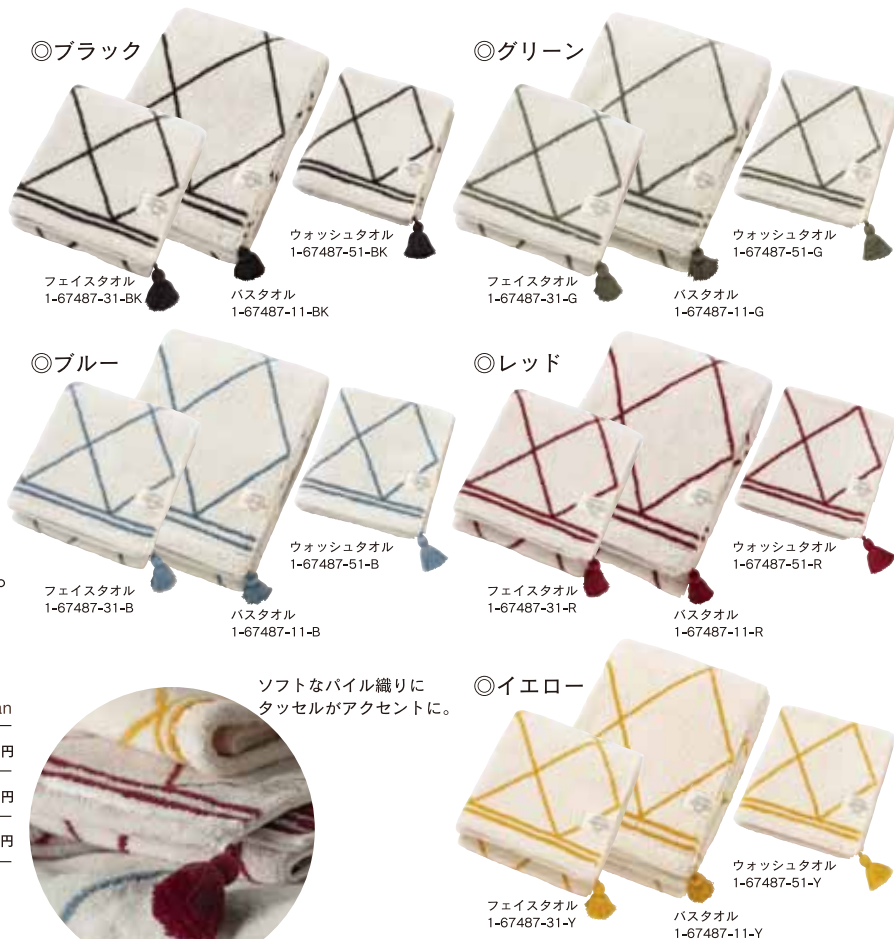 ◎ブラック
フェイスタオル
1-67487-31-BK
バスタオル
1-67487-11-BK
ウォッシュタオル
1-67487-51-BK
◎グリーン
フェイスタオル
1-67487-31-G
バスタオル
1-67487-11-G
ウォッシュタオル
1-67487-51-G
◎ブルー
フェイスタオル
1-67487-31-B
バスタオル
1-67487-11-B
ウォッシュタオル
1-67487-51-B
◎レッド
フェイスタオル
1-67487-31-R
バスタオル
1-67487-11-R
ウォッシュタオル
1-67487-51-R
。
an
円
円
円
ソフトなパイル織りに
タッセルがアクセントに。
◎イエロー
フェイスタオル
1-67487-31-Y
バスタオル
1-67487-11-Y
ウォッシュタオル
1-67487-51-Y